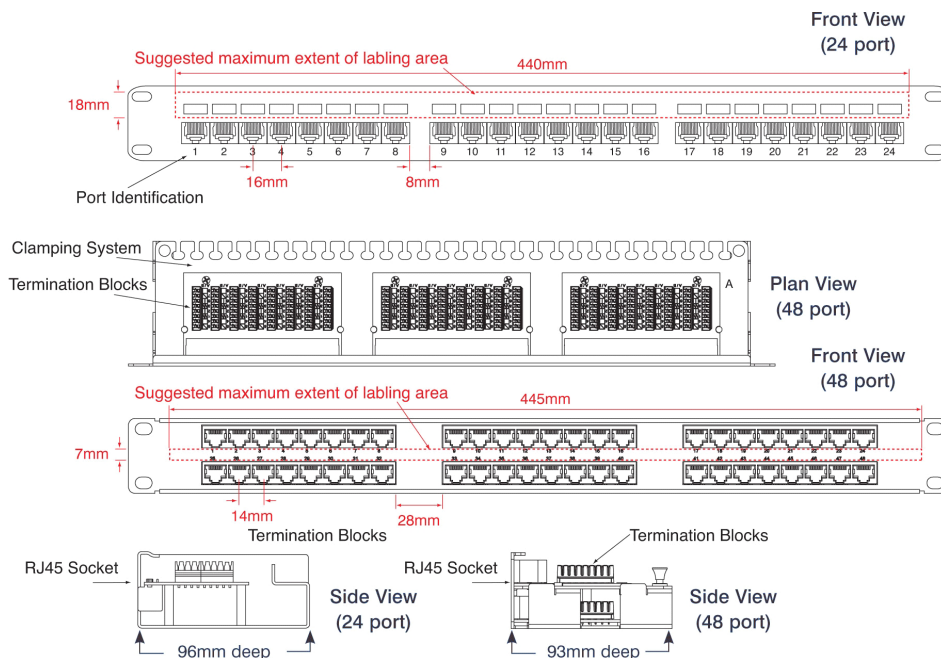 Front View
(24 port)
Suggested maximum extent of labling area
440mm
18mm
1 2 3 4 5 6 7 8 9 10 11 12 13 14 15 16 17 18 19 20 21 22 23 24
16mm
8mm
Port Identification
Clamping System
Termination Blocks
A
Plan View
(48 port)
Front View
(48 port)
Suggested maximum extent of labling area
445mm
7mm
14mm
28mm
Termination Blocks
Termination Blocks
RJ45 Socket
RJ45 Socket
Side View
(24 port)
Side View
(48 port)
96mm deep
93mm deep